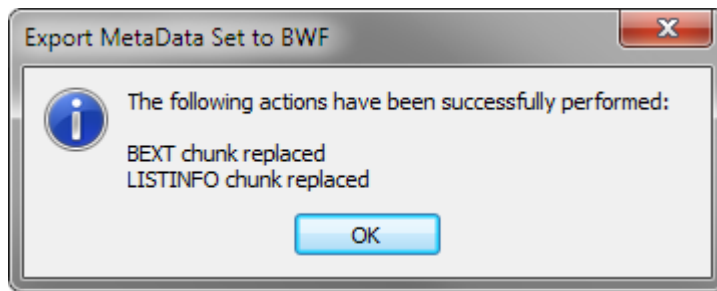 Export MetaData Set to BWF
The following actions have been successfully performed:
BEXT chunk replaced
LISTINFO chunk replaced
OK